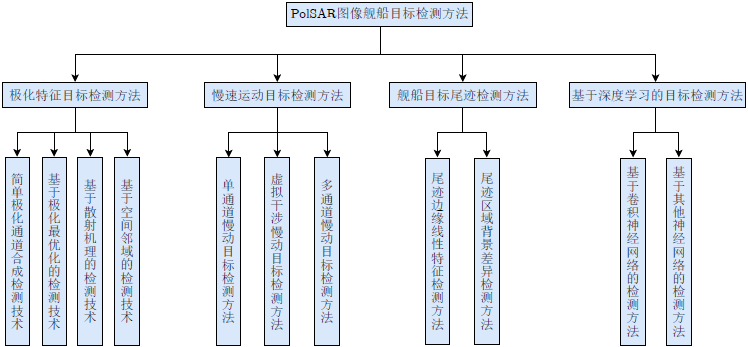 PolSAR图像舰船目标检测方法
极化特征目标检测方法
慢速运动目标检测方法
舰船目标尾迹检测方法
基于深度学习的目标检测方法
简单极化通道合成检测技术
基于极化最优化的检测技术
基于散射机理的检测技术
基于空间邻域的检测技术
单通道慢动目标检测方法
虚拟干涉慢动目标检测方法
多通道慢动目标检测方法
尾迹边缘线性特征检测方法
尾迹区域背景差异检测方法
基于卷积神经网络的检测方法
基于其他神经网络的检测方法